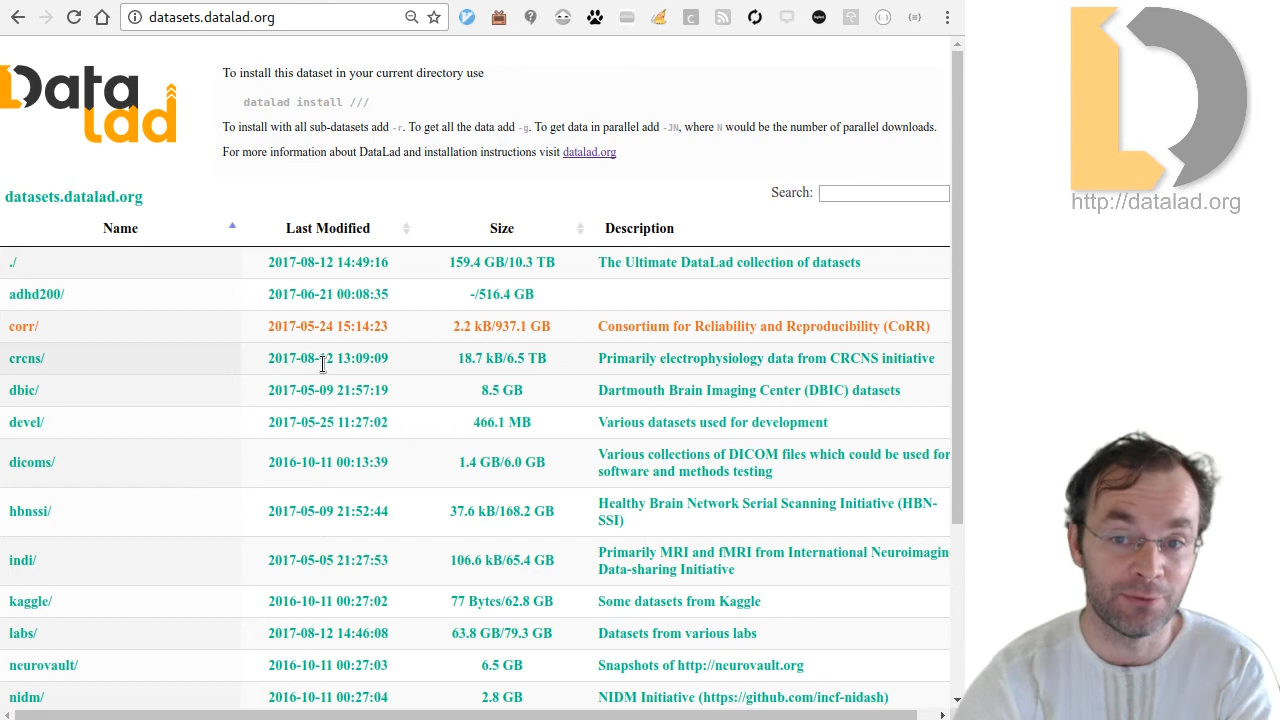 datasets.datalad.org
Data
lad
To install this dataset in your current directory use
datalad install ///
To install with all sub-datasets add -r. To get all the data add -g. To get data in parallel add -JN, where N would be the number of parallel downloads.
For more information about DataLad and installation instructions visit datalad.org
datasets.datalad.org
Search:
Name Last Modified Size Description
./ 2017-08-12 14:49:16 159.4 GB/10.3 TB The Ultimate DataLad collection of datasets
adhd200/ 2017-06-21 00:08:35 -/516.4 GB
corr/ 2017-05-24 15:14:23 2.2 kB/937.1 GB Consortium for Reliability and Reproducibility (CoRR)
crcns/ 2017-08-12 13:09:09 18.7 kB/6.5 TB Primarily electrophysiology data from CRCNS initiative
dbic/ 2017-05-09 21:57:19 8.5 GB Dartmouth Brain Imaging Center (DBIC) datasets
devel/ 2017-05-25 11:27:02 466.1 MB Various datasets used for development
dicoms/ 2016-10-11 00:13:39 1.4 GB/6.0 GB Various collections of DICOM files which could be used for
software and methods testing
hbnssi/ 2017-05-09 21:52:44 37.6 kB/168.2 GB Healthy Brain Network Serial Scanning Initiative (HBN-
SSI)
indi/ 2017-05-05 21:27:53 106.6 kB/65.4 GB Primarily MRI and fMRI from International Neuroimagin
Data-sharing Initiative
kaggle/ 2016-10-11 00:27:02 77 Bytes/62.8 GB Some datasets from Kaggle
labs/ 2017-08-12 14:46:08 63.8 GB/79.3 GB Datasets from various labs
neurovault/ 2016-10-11 00:27:03 6.5 GB Snapshots of http://neurovault.org
nidm/ 2016-10-11 00:27:04 2.8 GB NIDM Initiative (https://github.com/incf-nidash)
http://datalad.org